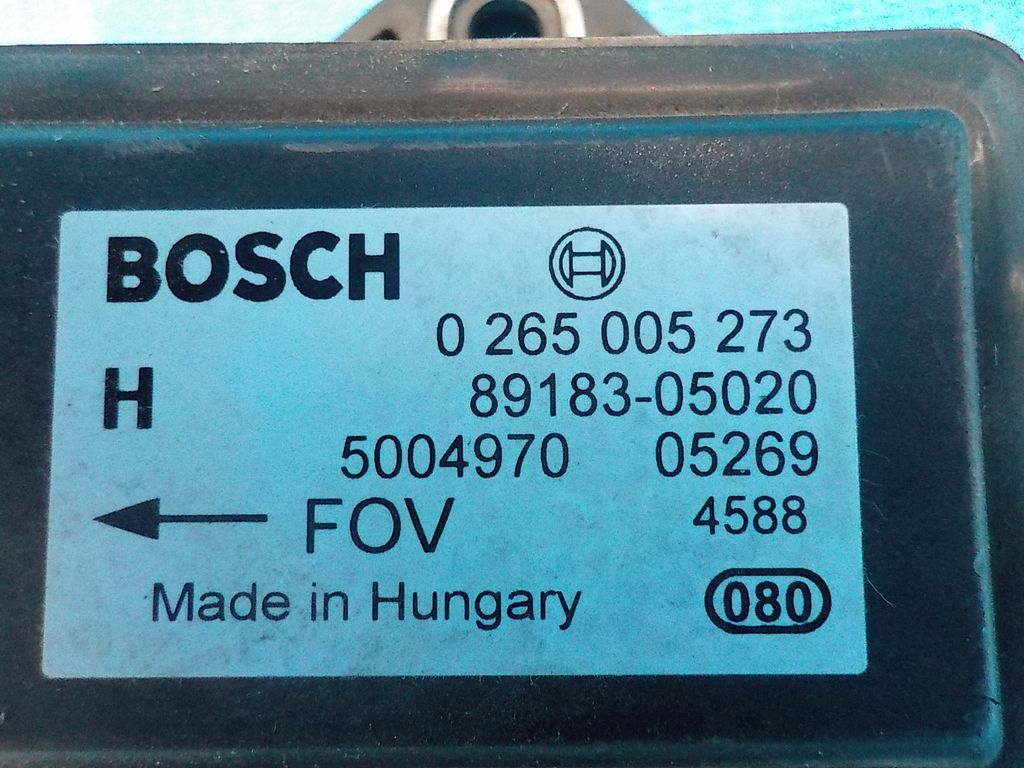 BOSCH
0 265 005 273
H 89183-05020
5004970 05269
FOV 4588
Made in Hungary 080